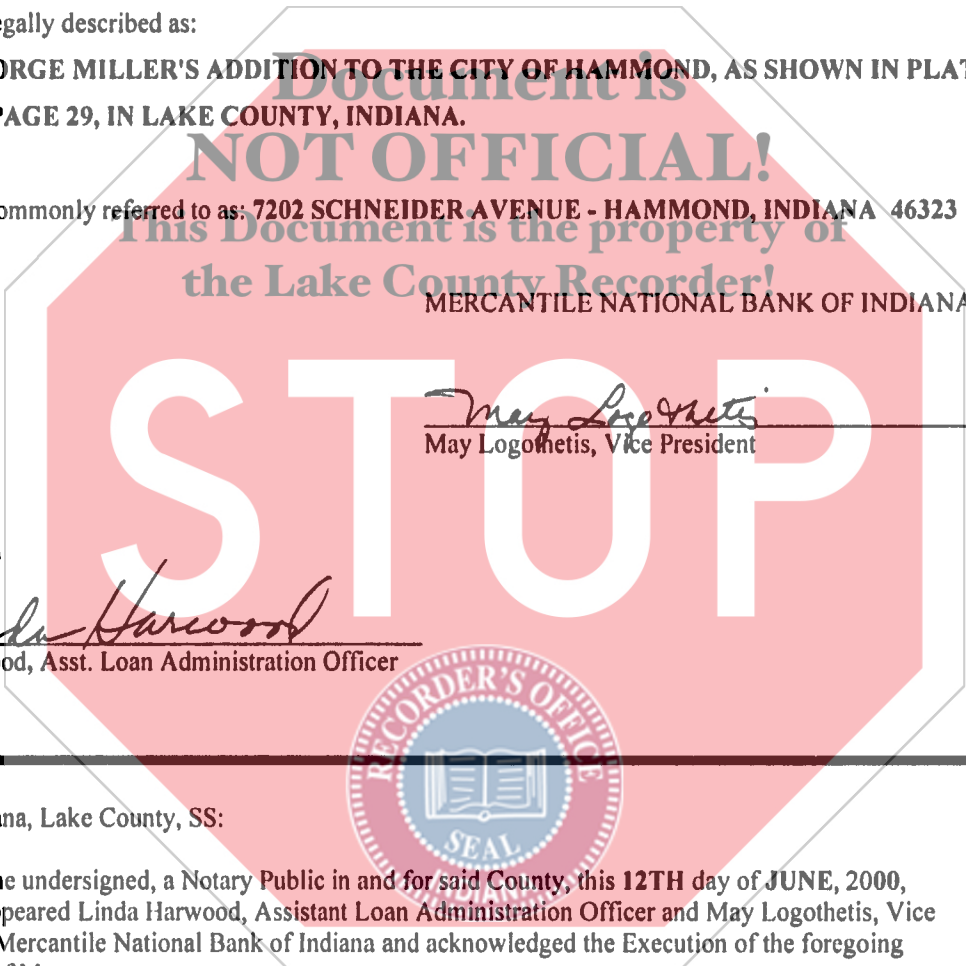 egally described as:
ORGE MILLER'S ADDITION TO THE CITY OF HAMMOND, AS SHOWN IN PLAT
PAGE 29, IN LAKE COUNTY, INDIANA.
Document is
NOT OFFICIAL!
This Document is the property of
the Lake County Recorder!
ommonly referred to as: 7202 SCHNEIDER AVENUE - HAMMOND, INDIANA 46323
MERCANTILE NATIONAL BANK OF INDIANA
STOP
May Logothetis
May Logothetis, Vice President
da Harwood
od, Asst. Loan Administration Officer
RECORDER'S OFFICE
SEAL
INDIANA
na, Lake County, SS:
e undersigned, a Notary Public in and for said County, this 12TH day of JUNE, 2000,
peared Linda Harwood, Assistant Loan Administration Officer and May Logothetis, Vice
Mercantile National Bank of Indiana and acknowledged the Execution of the foregoing